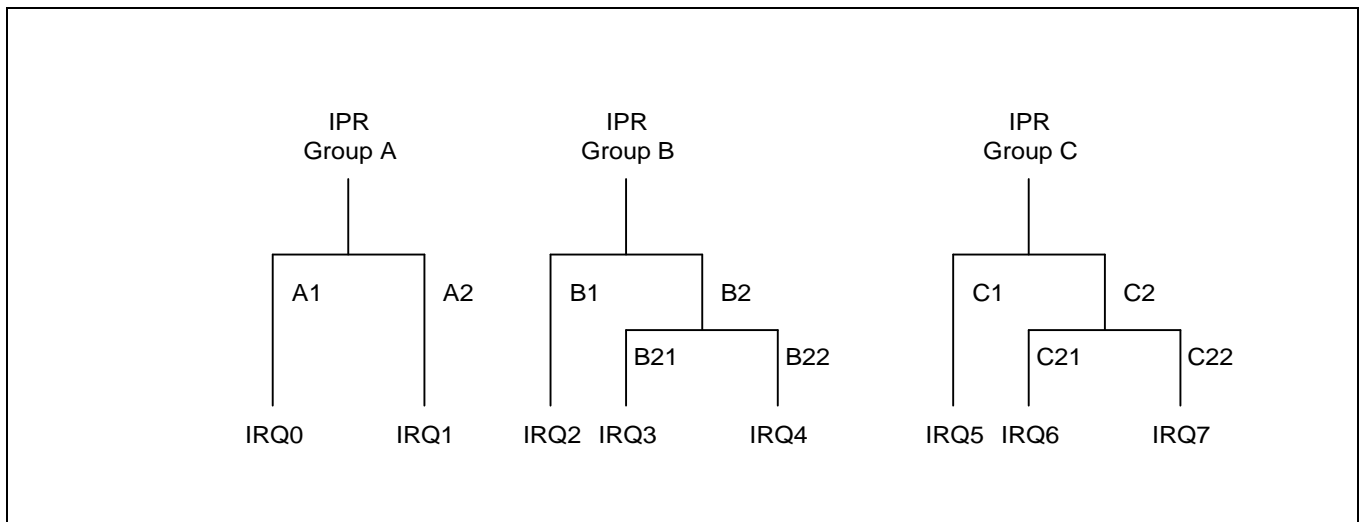 IPR
Group A
IPR
Group B
IPR
Group C
A1
A2
B1
B2
C1
C2
B21
B22
C21
C22
IRQ0
IRQ1
IRQ2
IRQ3
IRQ4
IRQ5
IRQ6
IRQ7